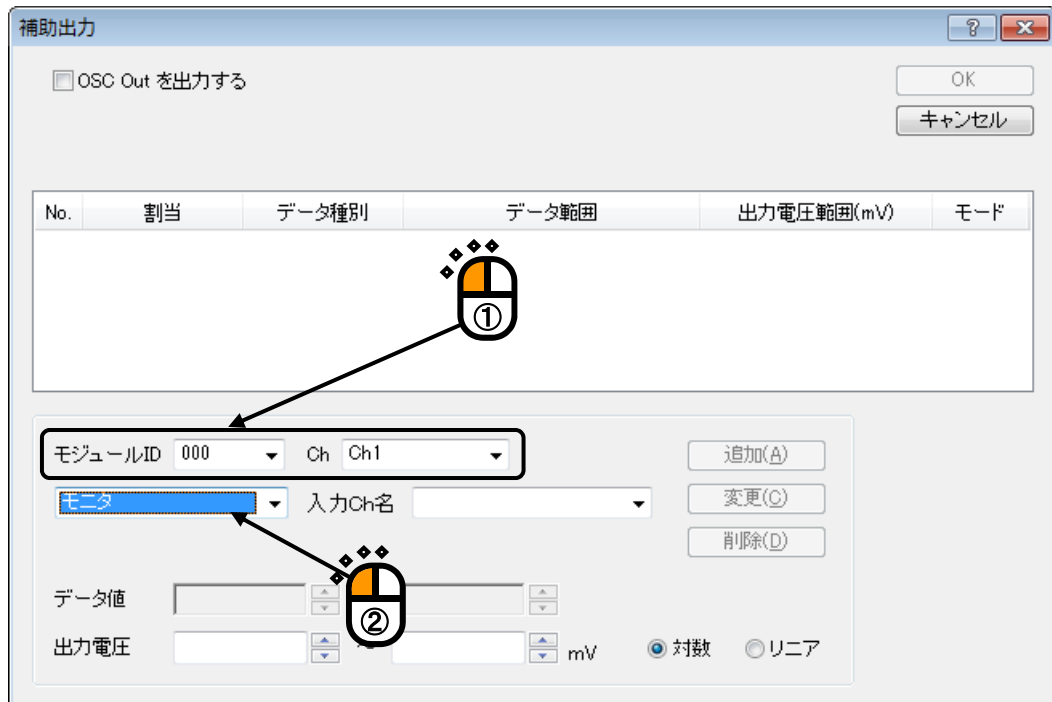 補助出力
OSC Out を出力する
OK
キャンセル
No. 割当 データ種別 データ範囲 出力電圧範囲(mV) モード
①
モジュールID 000 Ch Ch1 追加(A)
モニタ 入力Ch名 変更(C)
削除(D)
②
データ値
出力電圧 ~ mV 対数 リニア